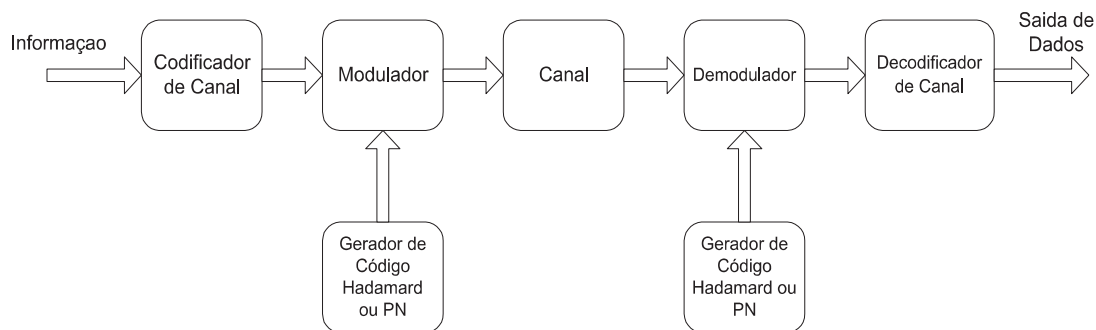 Informaçao
Codificador
de Canal
Modulador
Canal
Demodulador
Decodificador
de Canal
Saida de
Dados
Gerador de
Código
Hadamard
ou PN
Gerador de
Código
Hadamard ou
PN